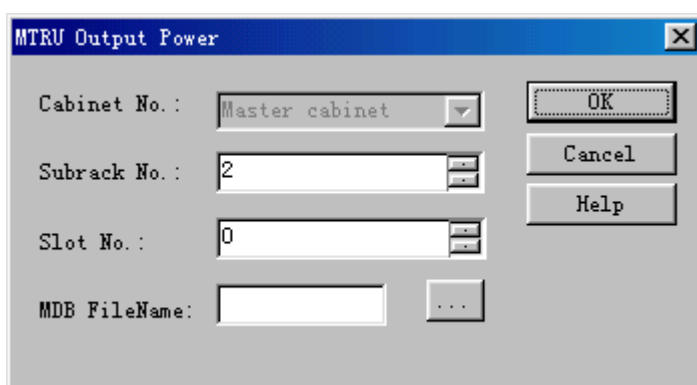 MTRU Output Power
Cabinet No.: Master cabinet OK
Subrack No.: 2 Cancel
Help
Slot No.: 0
MDB FileName: ...